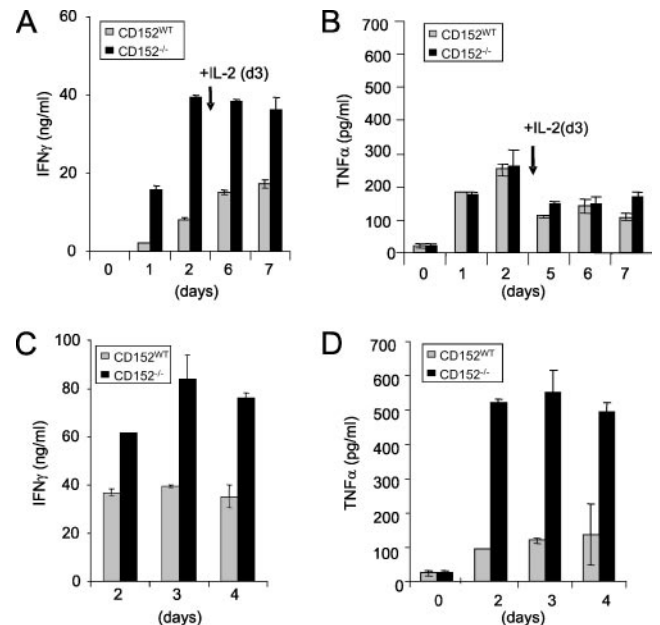 A
CD152WT
CD152-/-
IFNγ (ng/ml)
60
40
20
0
+IL-2 (d3)
0 1 2 6 7
(days)
B
CD152WT
CD152-/-
TNFα (pg/ml)
700
500
300
200
100
0
+IL-2(d3)
0 1 2 5 6 7
(days)
C
CD152WT
CD152-/-
IFNγ (ng/ml)
100
80
60
40
20
0
2 3 4
(days)
D
CD152WT
CD152-/-
TNFα (pg/ml)
700
600
500
400
300
200
100
0
0 2 3 4
(days)